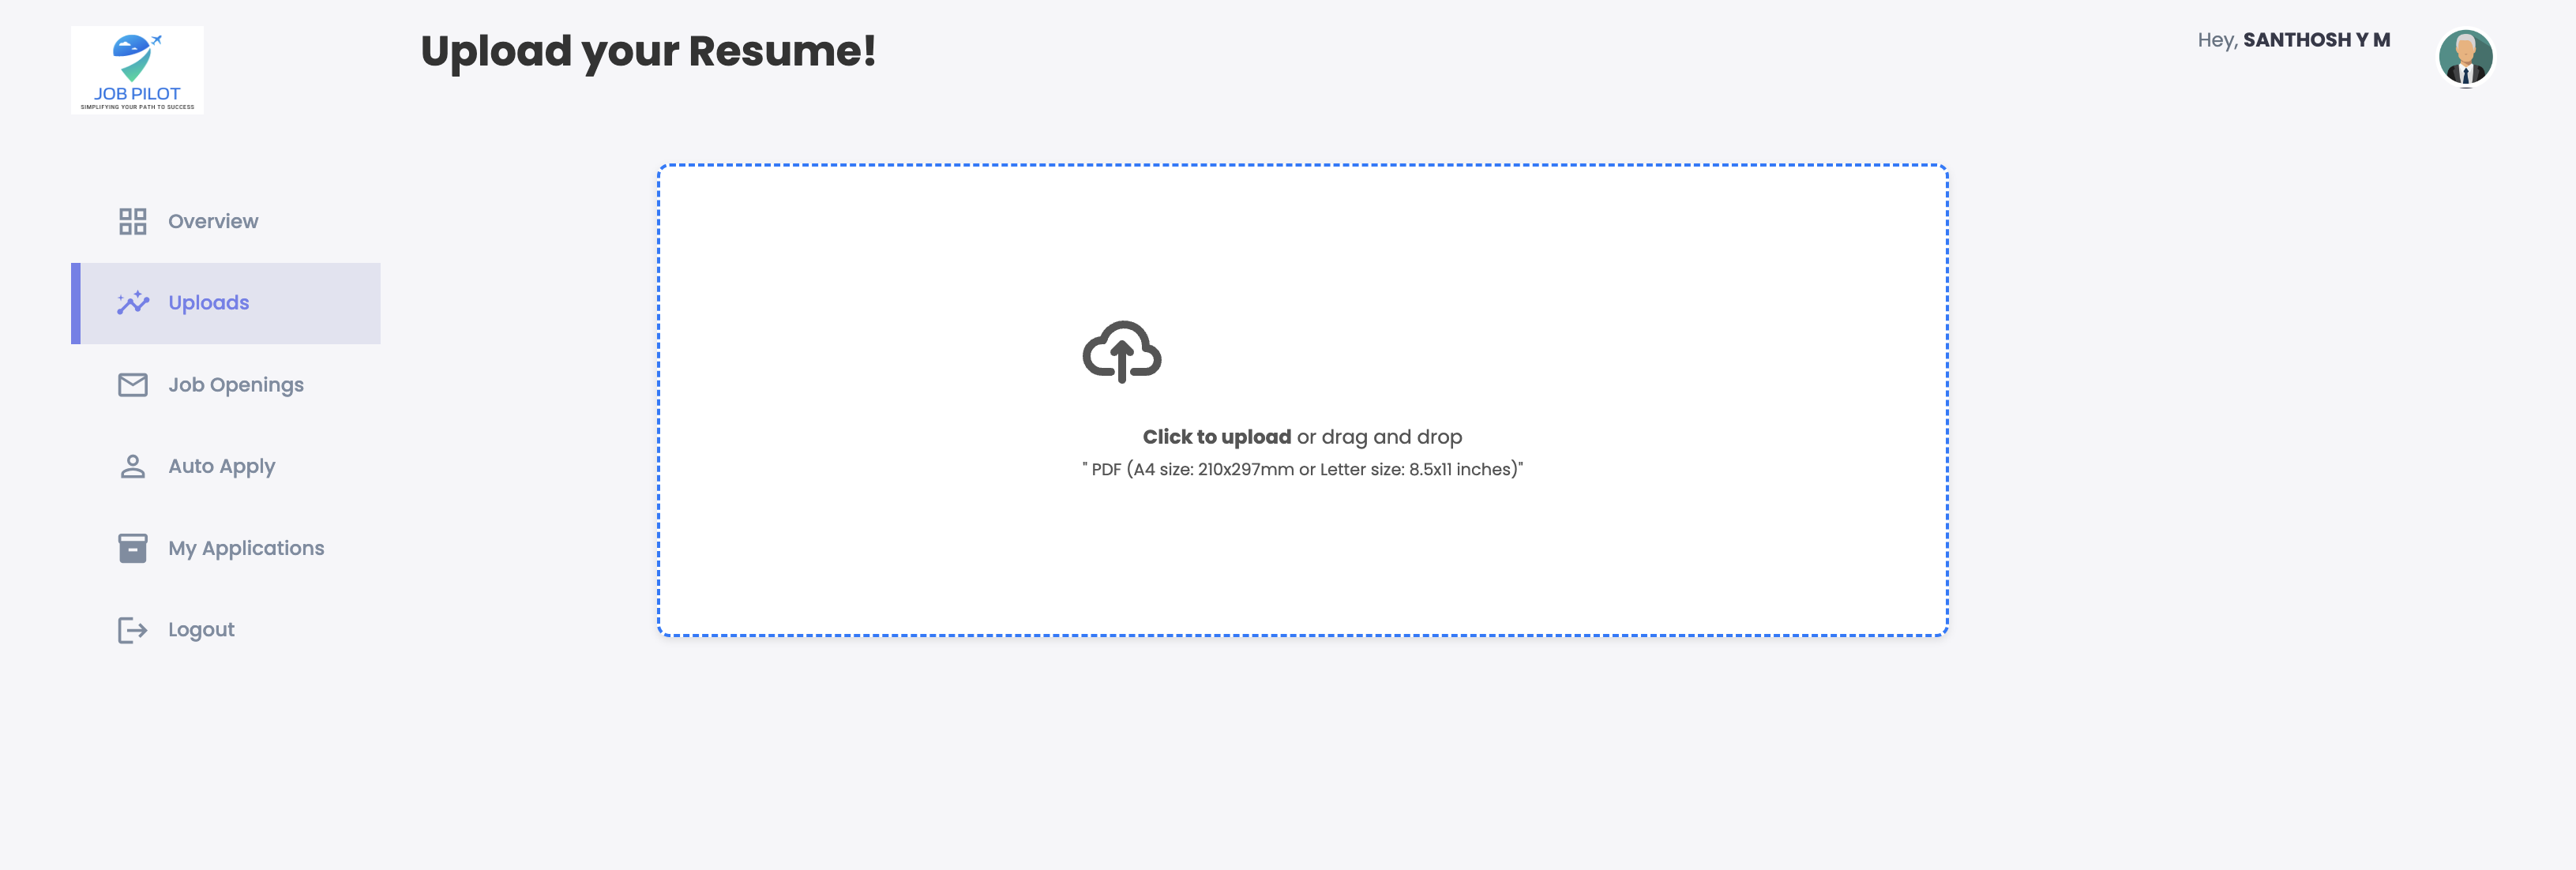 JOB PILOT
SIMPLIFYING YOUR PATH TO SUCCESS
Upload your Resume!
Hey, SANTHOSH Y M
Overview
Uploads
Job Openings
Auto Apply
My Applications
Logout
Click to upload or drag and drop
" PDF (A4 size: 210x297mm or Letter size: 8.5x11 inches)"